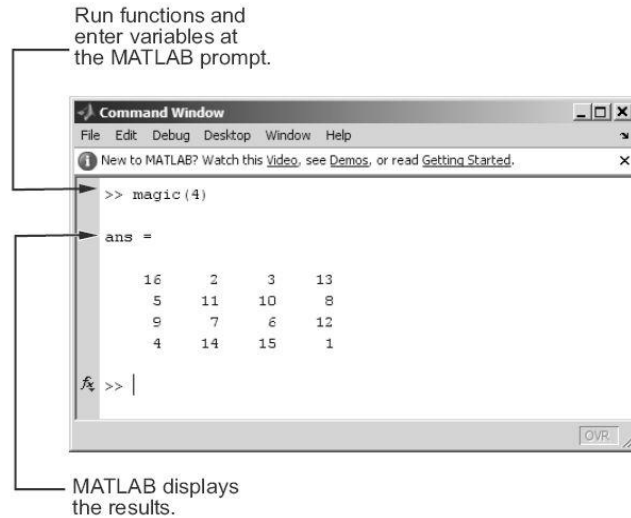 Run functions and
enter variables at
the MATLAB prompt.
Command Window
File Edit Debug Desktop Window Help
New to MATLAB? Watch this Video, see Demos, or read Getting Started.
>> magic(4)
ans =
16 2 3 13
5 11 10 8
9 7 6 12
4 14 15 1
fx >>
OVR
MATLAB displays
the results.